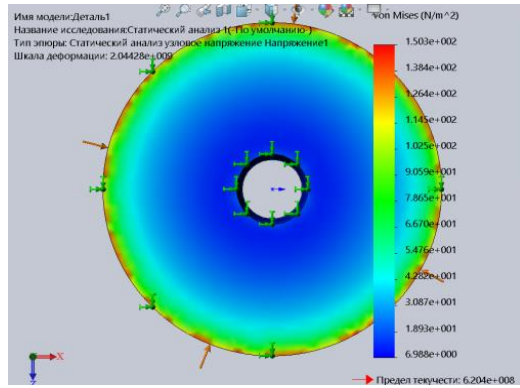 Имя модели:Деталь1
Название исследования:Статический анализ 1(-По умолчанию-)
Тип эпюры: Статический анализ узловое напряжение Напряжение1
Шкала деформации: 2.04428e+009
von Mises (N/m^2)
1.503e+002
1.384e+002
1.264e+002
1.145e+002
1.025e+002
9.059e+001
7.865e+001
6.670e+001
5.476e+001
4.282e+001
3.087e+001
1.893e+001
6.988e+000
Предел текучести: 6.204e+008
X
Z